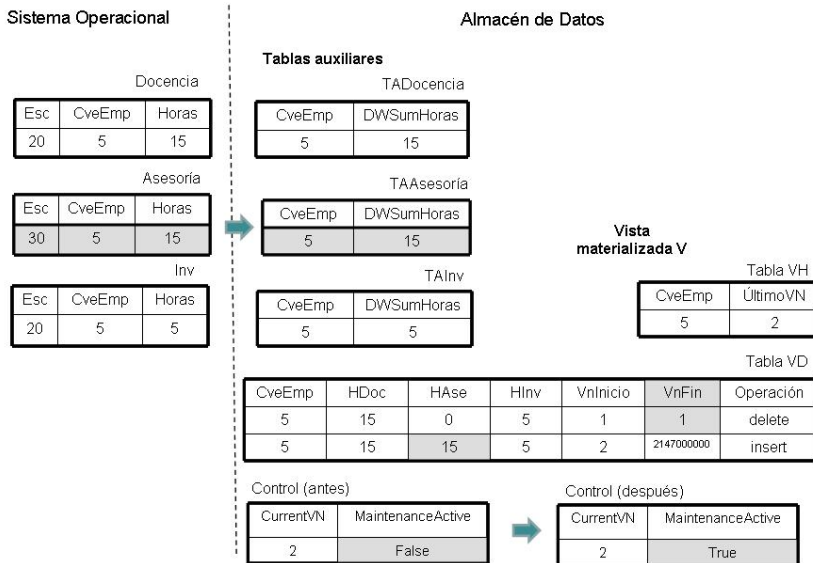 Sistema Operacional
Almacén de Datos
Tablas auxiliares
Docencia
Esc CveEmp Horas
20 5 15
TADocencia
CveEmp DWSumHoras
5 15
Asesoría
Esc CveEmp Horas
30 5 15
TAAsesoría
CveEmp DWSumHoras
5 15
Inv
Esc CveEmp Horas
20 5 5
TAInv
CveEmp DWSumHoras
5 5
Vista
materializada V
Tabla VH
CveEmp ÚltimoVN
5 2
Tabla VD
CveEmp HDoc HAse HInv VnInicio VnFin Operación
5 15 0 5 1 1 delete
5 15 15 5 2 2147000000 insert
Control (antes)
CurrentVN MaintenanceActive
2 False
Control (después)
CurrentVN MaintenanceActive
2 True